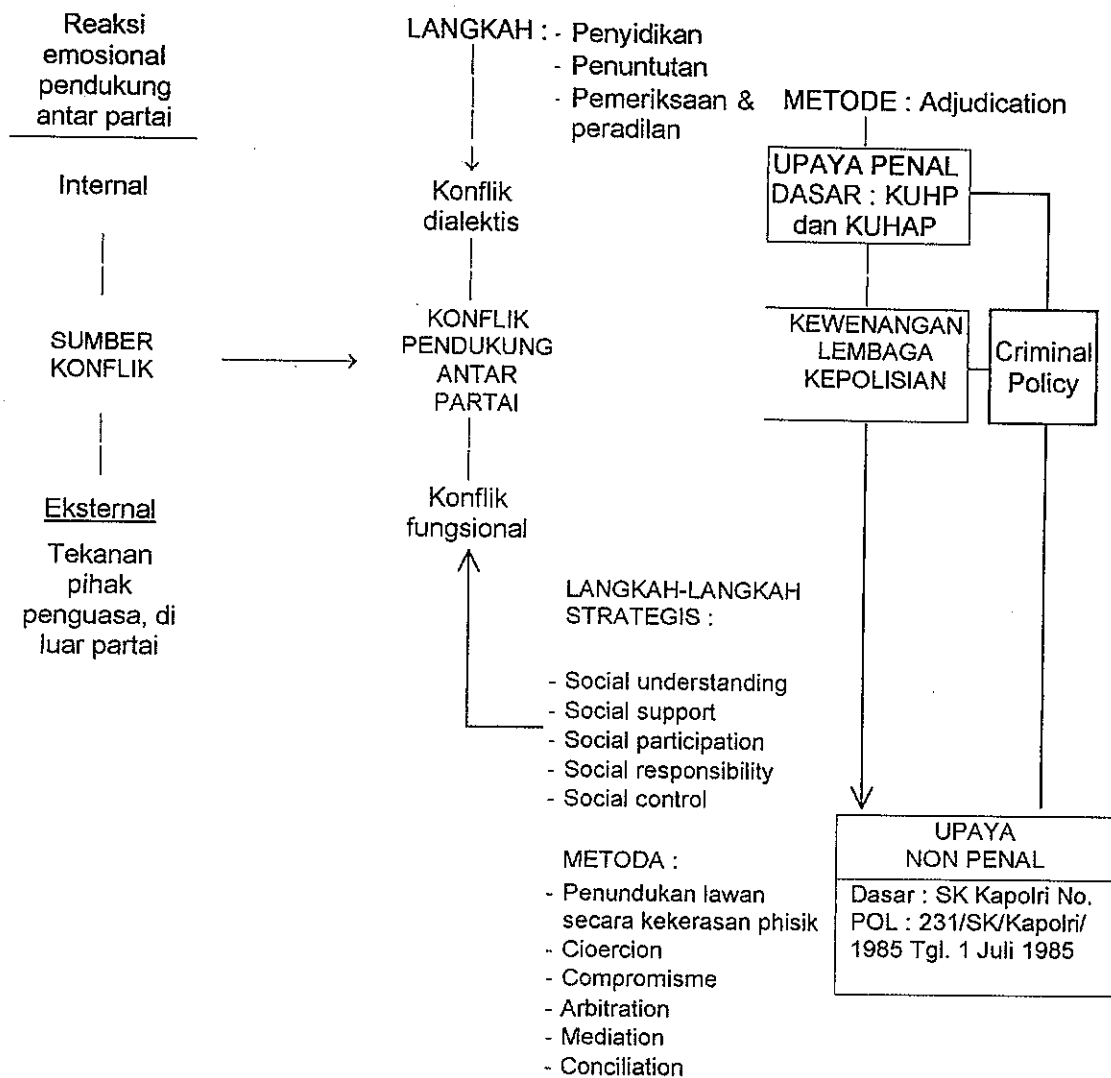 Reaksi
emosional
pendukung
antar partai
Internal
SUMBER
KONFLIK
Eksternal
Tekanan
pihak
penguasa, di
luar partai
LANGKAH : - Penyidikan
- Penuntutan
- Pemeriksaan &
peradilan
Konflik
dialektis
KONFLIK
PENDUKUNG
ANTAR
PARTAI
Konflik
fungsional
METODE : Adjudication
UPAYA PENAL
DASAR : KUHP
dan KUHAP
KEWENANGAN
LEMBAGA
KEPOLISIAN
Criminal
Policy
LANGKAH-LANGKAH
STRATEGIS :
- Social understanding
- Social support
- Social participation
- Social responsibility
- Social control
METODA :
- Penundukan lawan
secara kekerasan phisik
- Cioercion
- Compromisme
- Arbitration
- Mediation
- Conciliation
UPAYA
NON PENAL
Dasar : SK Kapolri No.
POL : 231/SK/Kapolri/
1985 Tgl. 1 Juli 1985